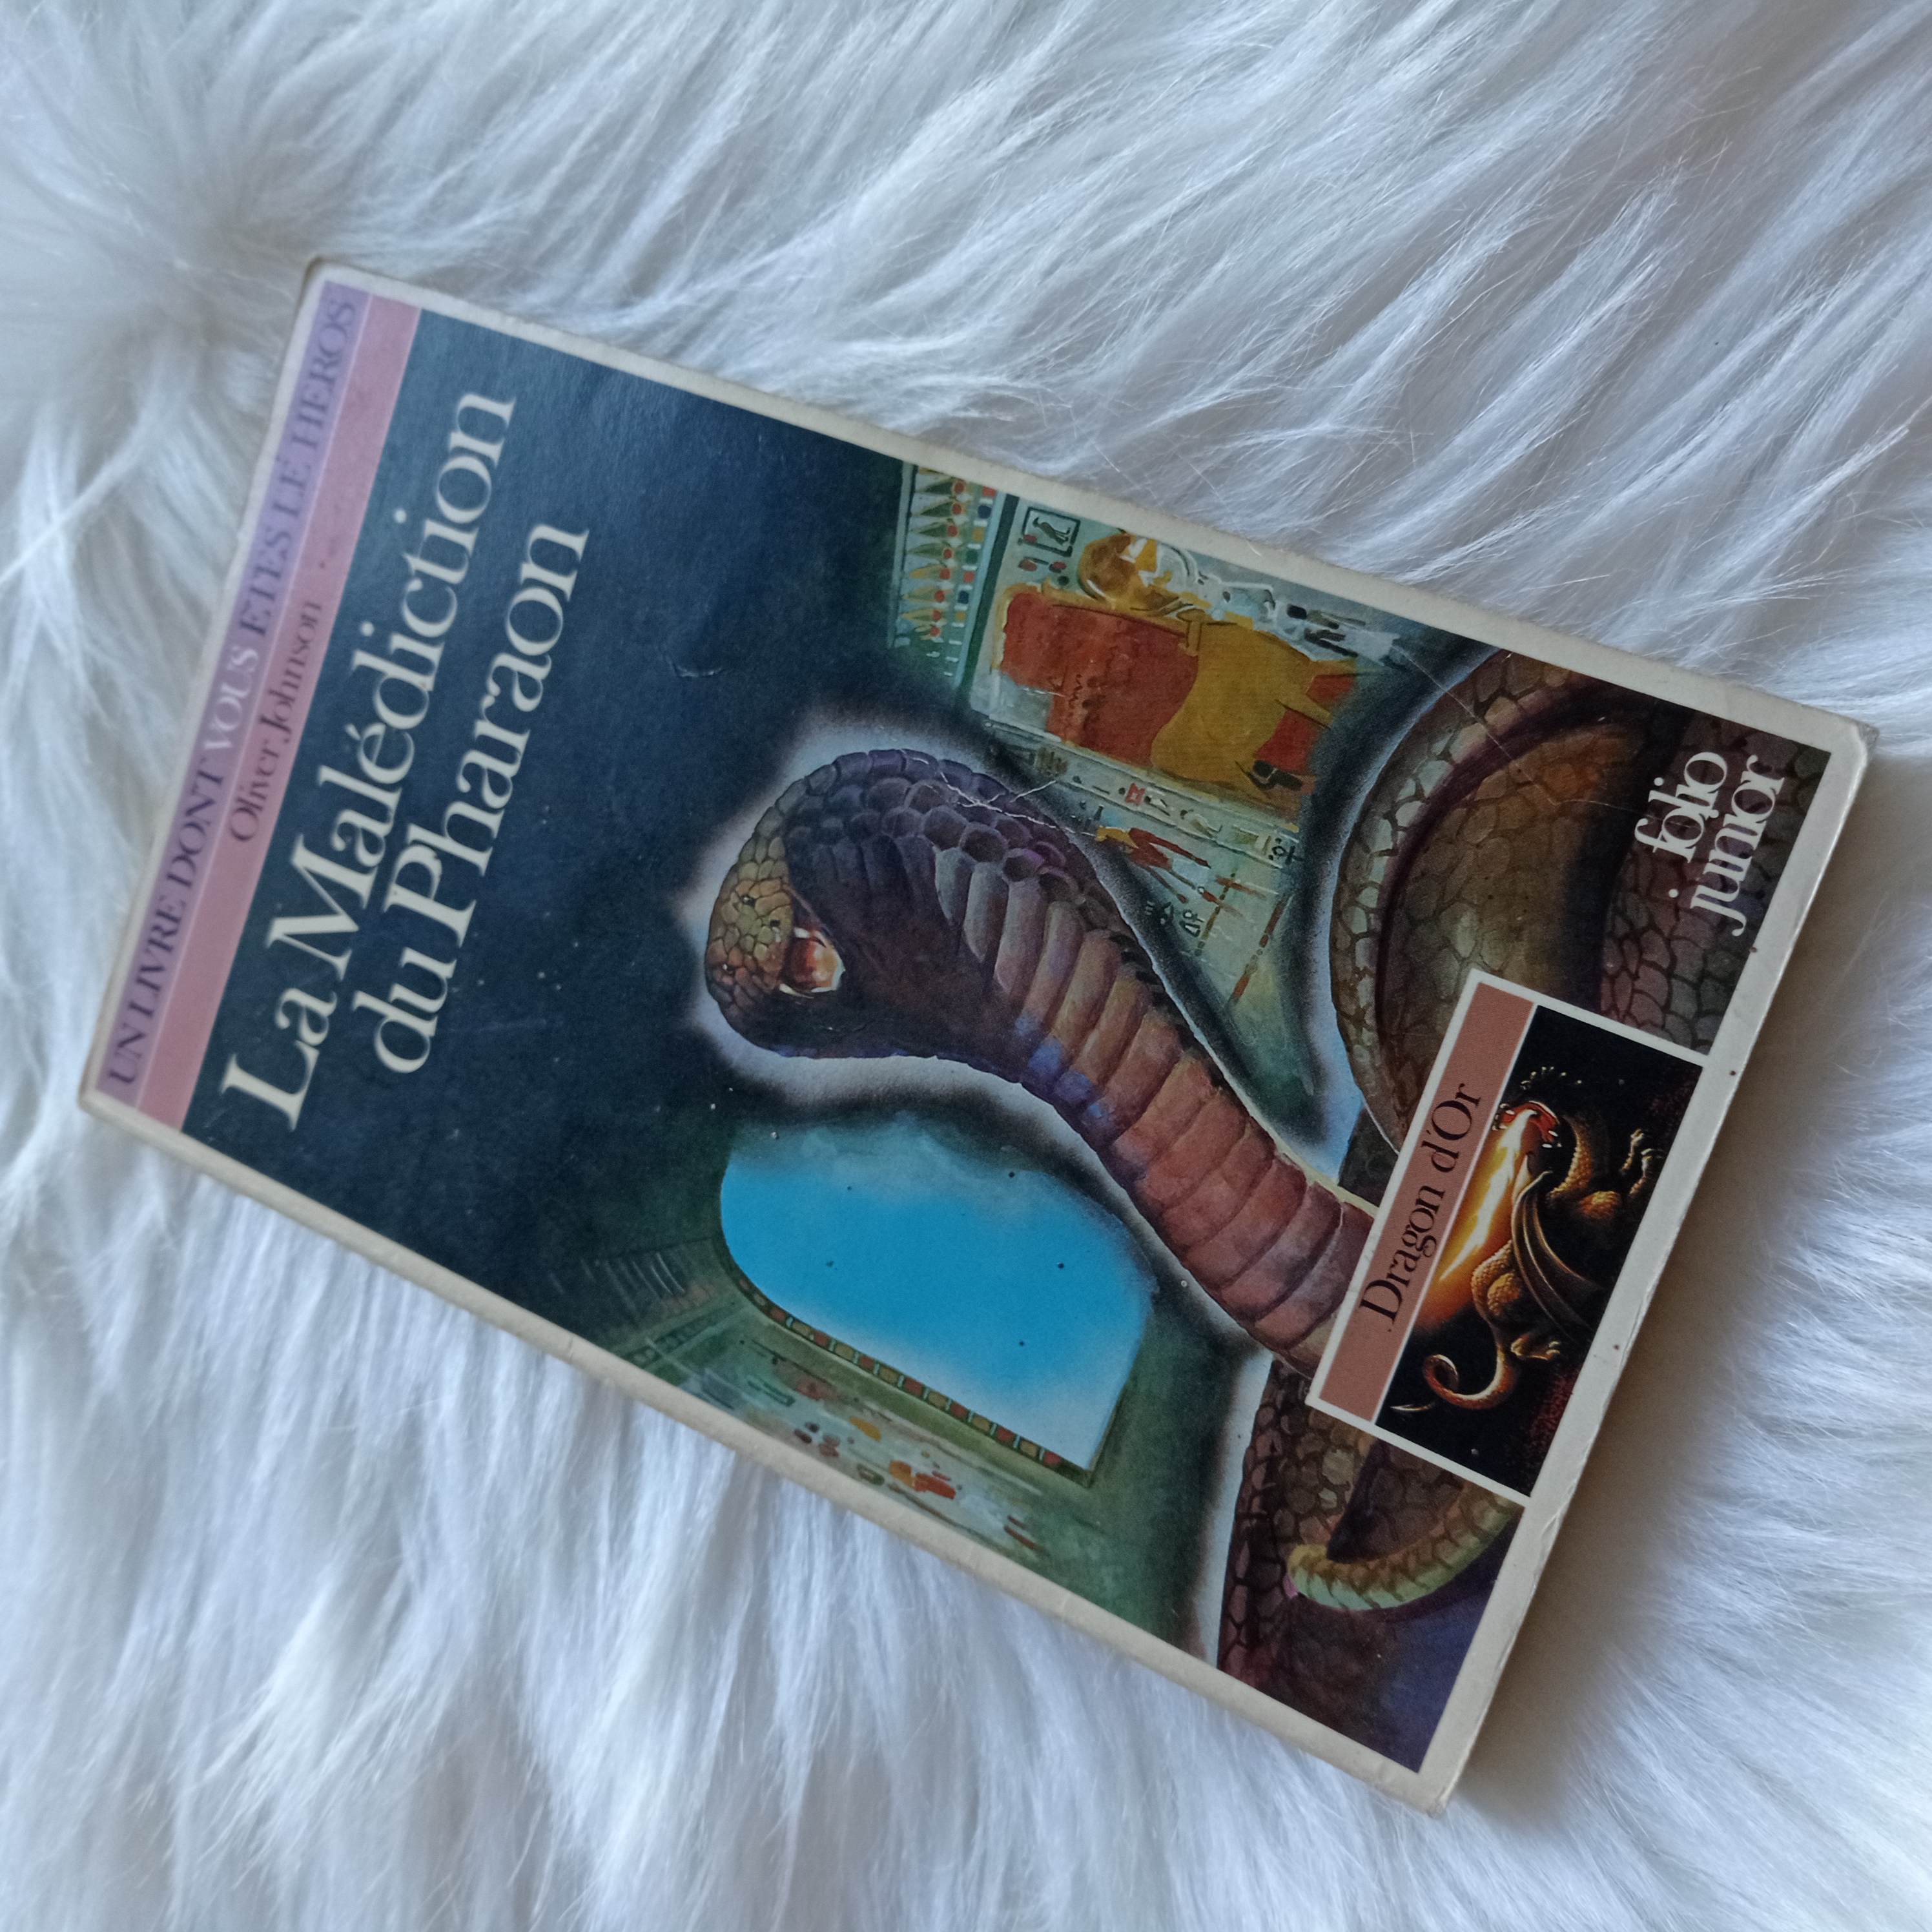 UN LIVRE DONT VOUS ÊTES LE HÉROS
Oliver Johnson
La Malédiction
du Pharaon
Dragon d'Or
folio
junior